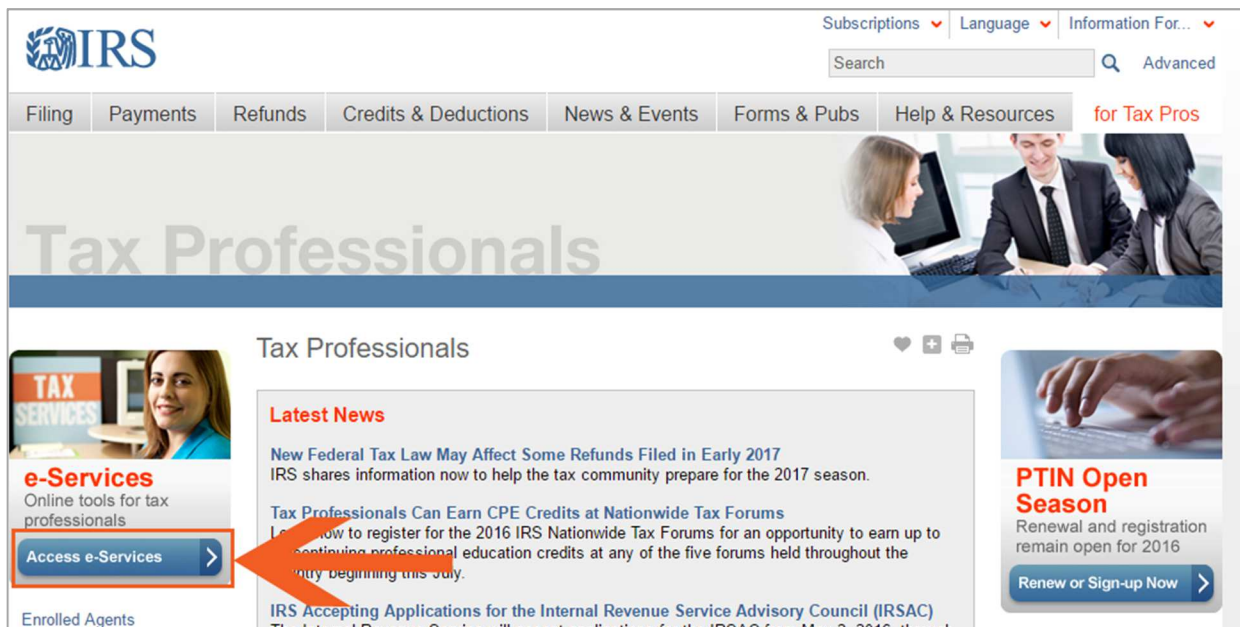 Subscriptions Language Information For...
IRS
Search Advanced
Filing Payments Refunds Credits & Deductions News & Events Forms & Pubs Help & Resources for Tax Pros
Tax Professionals
Tax Professionals
TAX
SERVICES
e-Services
Online tools for tax
professionals
Access e-Services
Enrolled Agents
Latest News
New Federal Tax Law May Affect Some Refunds Filed in Early 2017
IRS shares information now to help the tax community prepare for the 2017 season.
Tax Professionals Can Earn CPE Credits at Nationwide Tax Forums
now to register for the 2016 IRS Nationwide Tax Forums for an opportunity to earn up to
continuing professional education credits at any of the five forums held throughout the
beginning this July.
IRS Accepting Applications for the Internal Revenue Service Advisory Council (IRSAC)
PTIN Open
Season
Renewal and registration
remain open for 2016
Renew or Sign-up Now